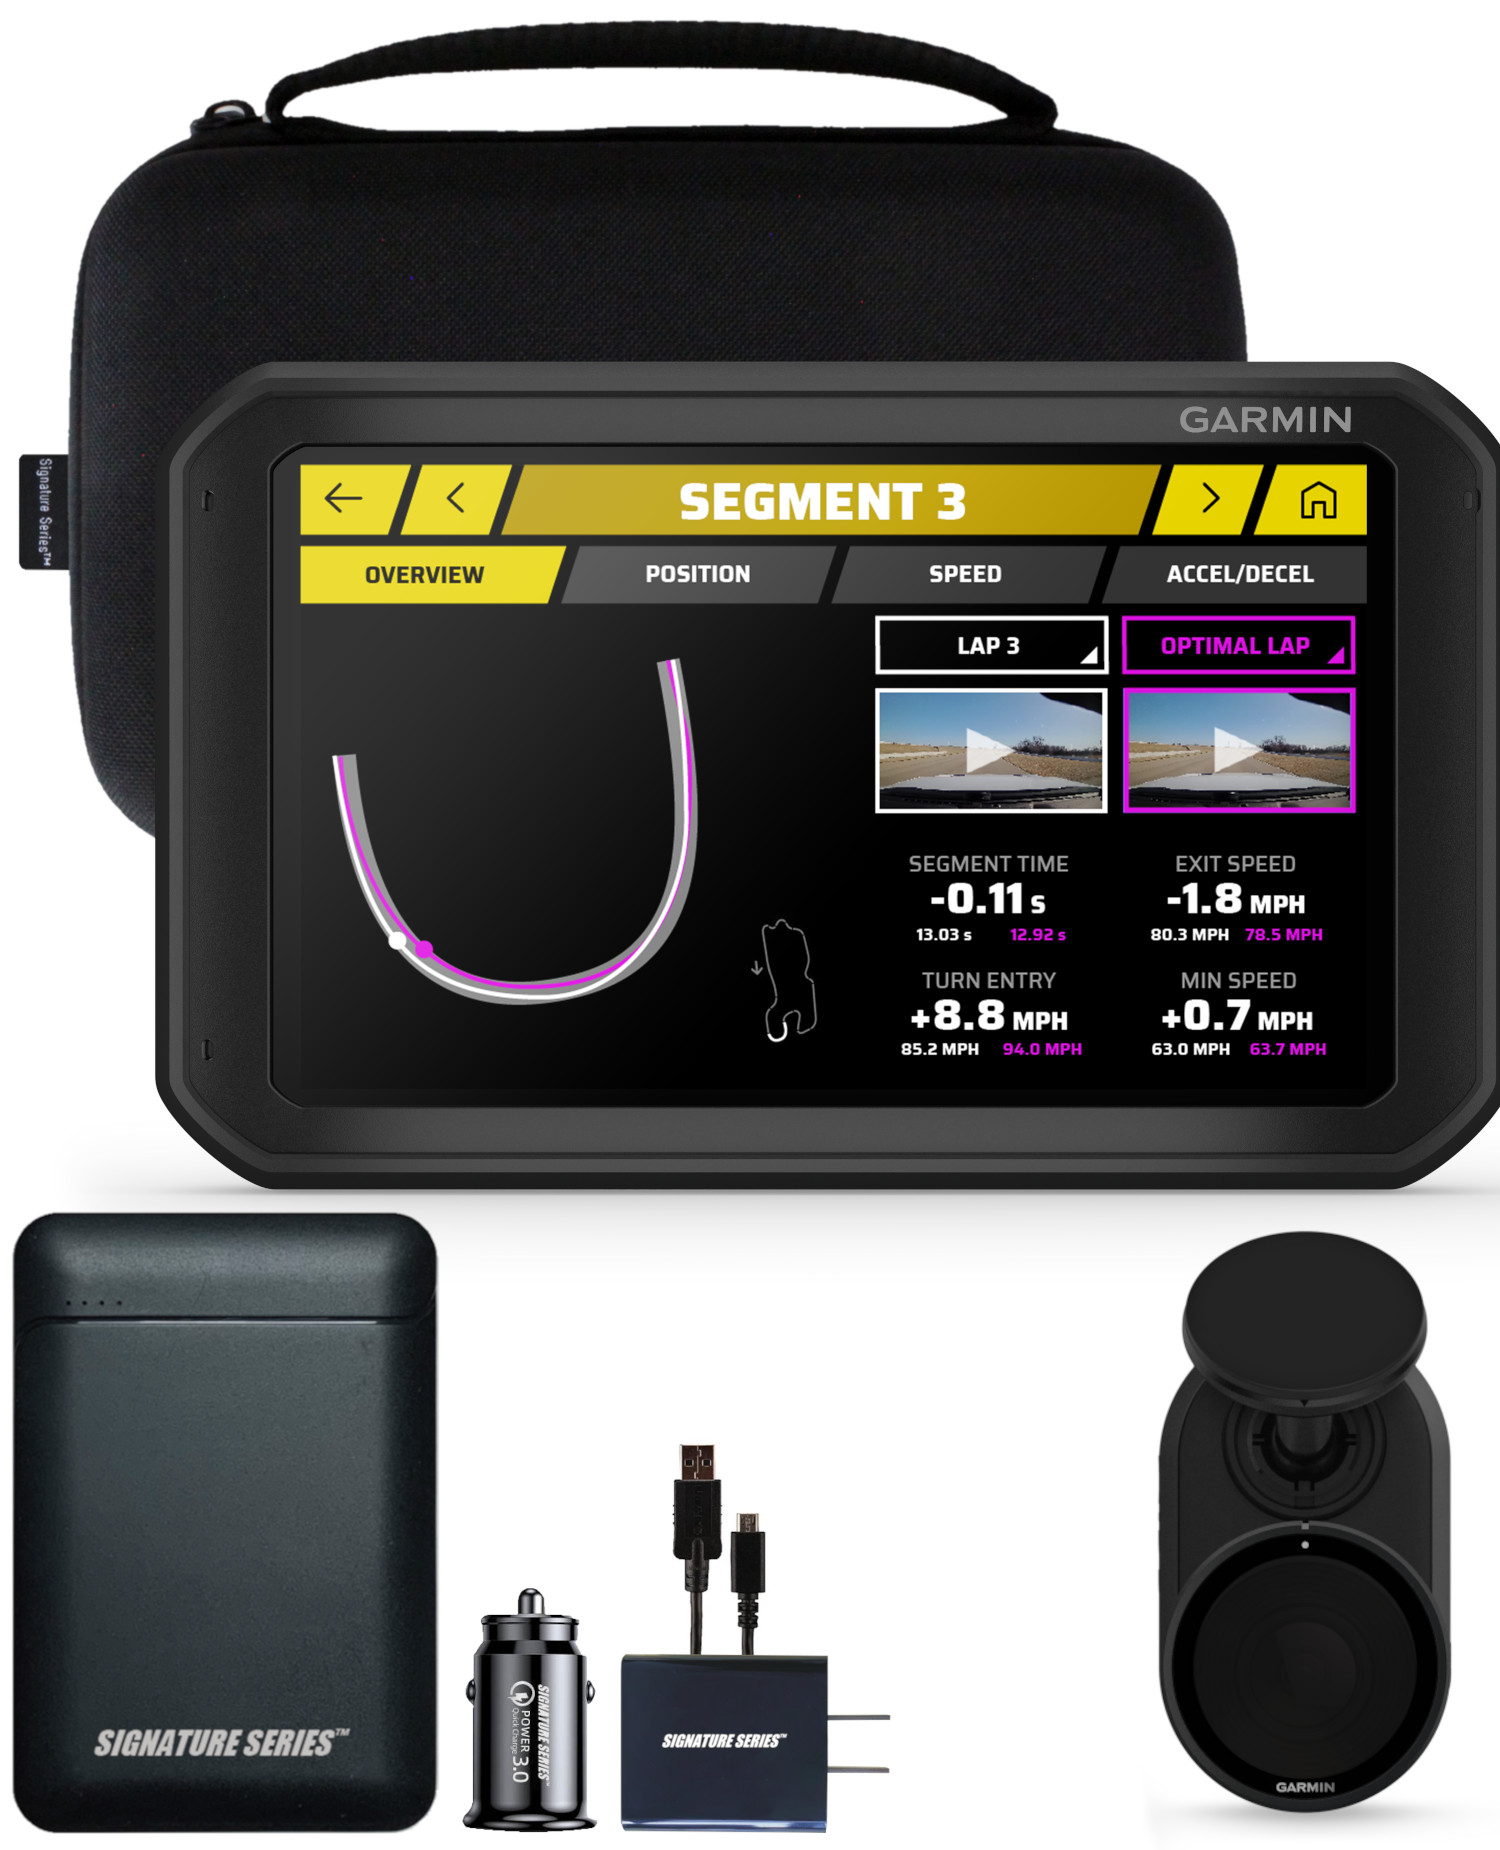 GARMIN
Signature Series™
SEGMENT 3
OVERVIEW
POSITION
SPEED
ACCEL/DECEL
LAP 3
OPTIMAL LAP
SEGMENT TIME
-0.11 s
13.03 s 12.92 s
EXIT SPEED
-1.8 MPH
80.3 MPH 78.5 MPH
TURN ENTRY
+8.8 MPH
85.2 MPH 94.0 MPH
MIN SPEED
+0.7 MPH
63.0 MPH 63.7 MPH
SIGNATURE SERIES™
SIGNATURE SERIES™
POWER 3.0
Quick Charge
SIGNATURE SERIES™
GARMIN